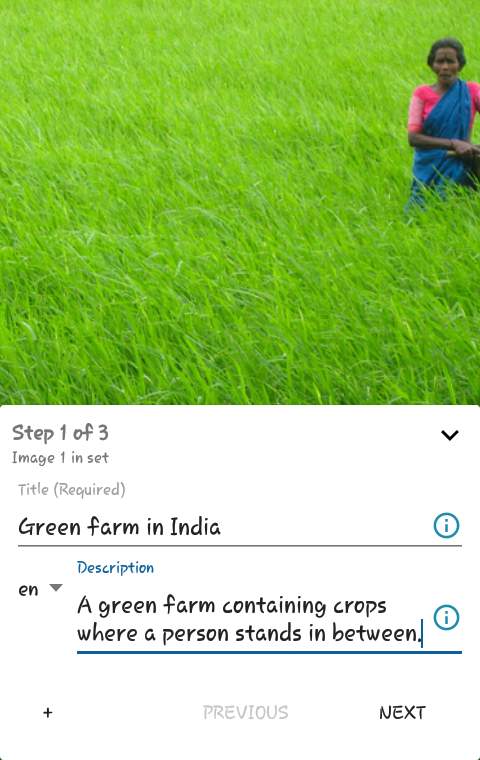 Step 1 of 3
Image 1 in set
Title (Required)
Green farm in India
Description
en
A green farm containing crops
where a person stands in between.
+
PREVIOUS
NEXT